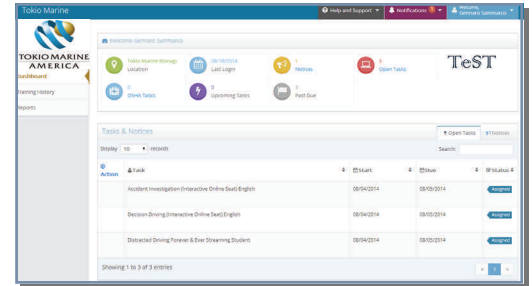 Tokio Marine
Help and Support
Notifications
Welcome,
Gennaro Sammarco
TOKIO MARINE
AMERICA
Dashboard
Training History
Reports
Welcome Gennaro Sammarco
Tokio Marine Manag
Location
08/18/2014
Last Login
1
Notices
3
Open Tasks
TeST
0
OSHA Tasks
0
Upcoming Tasks
3
Past Due
Tasks & Notices
Open Tasks
Notices
Display 10 records
Search:
Action
Task
Start
Due
Status
Accident Investigation (Interactive Online Seat) English
08/04/2014
08/05/2014
Assigned
Decision Driving (Interactive Online Seat) English
08/04/2014
08/05/2014
Assigned
Distracted Driving Forever & Ever Streaming Student
08/04/2014
08/05/2014
Assigned
Showing 1 to 3 of 3 entries
« 1 »